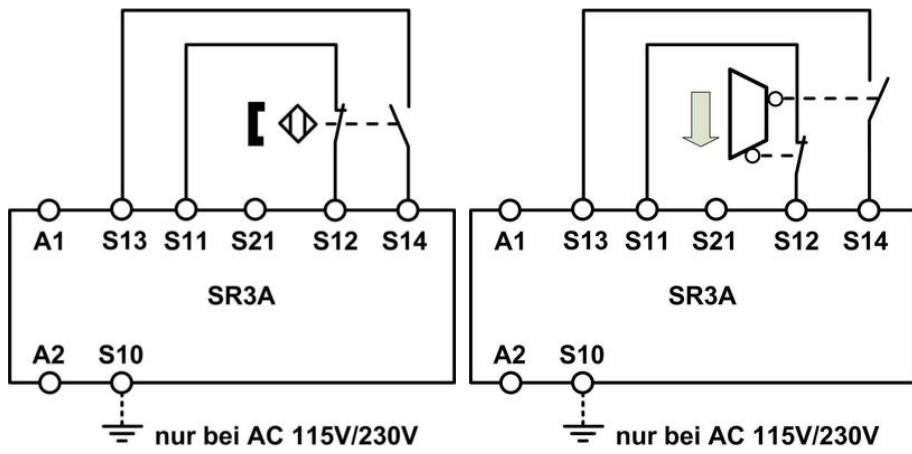 A1 S13 S11 S21 S12 S14
SR3A
A2 S10
nur bei AC 115V/230V
A1 S13 S11 S21 S12 S14
SR3A
A2 S10
nur bei AC 115V/230V